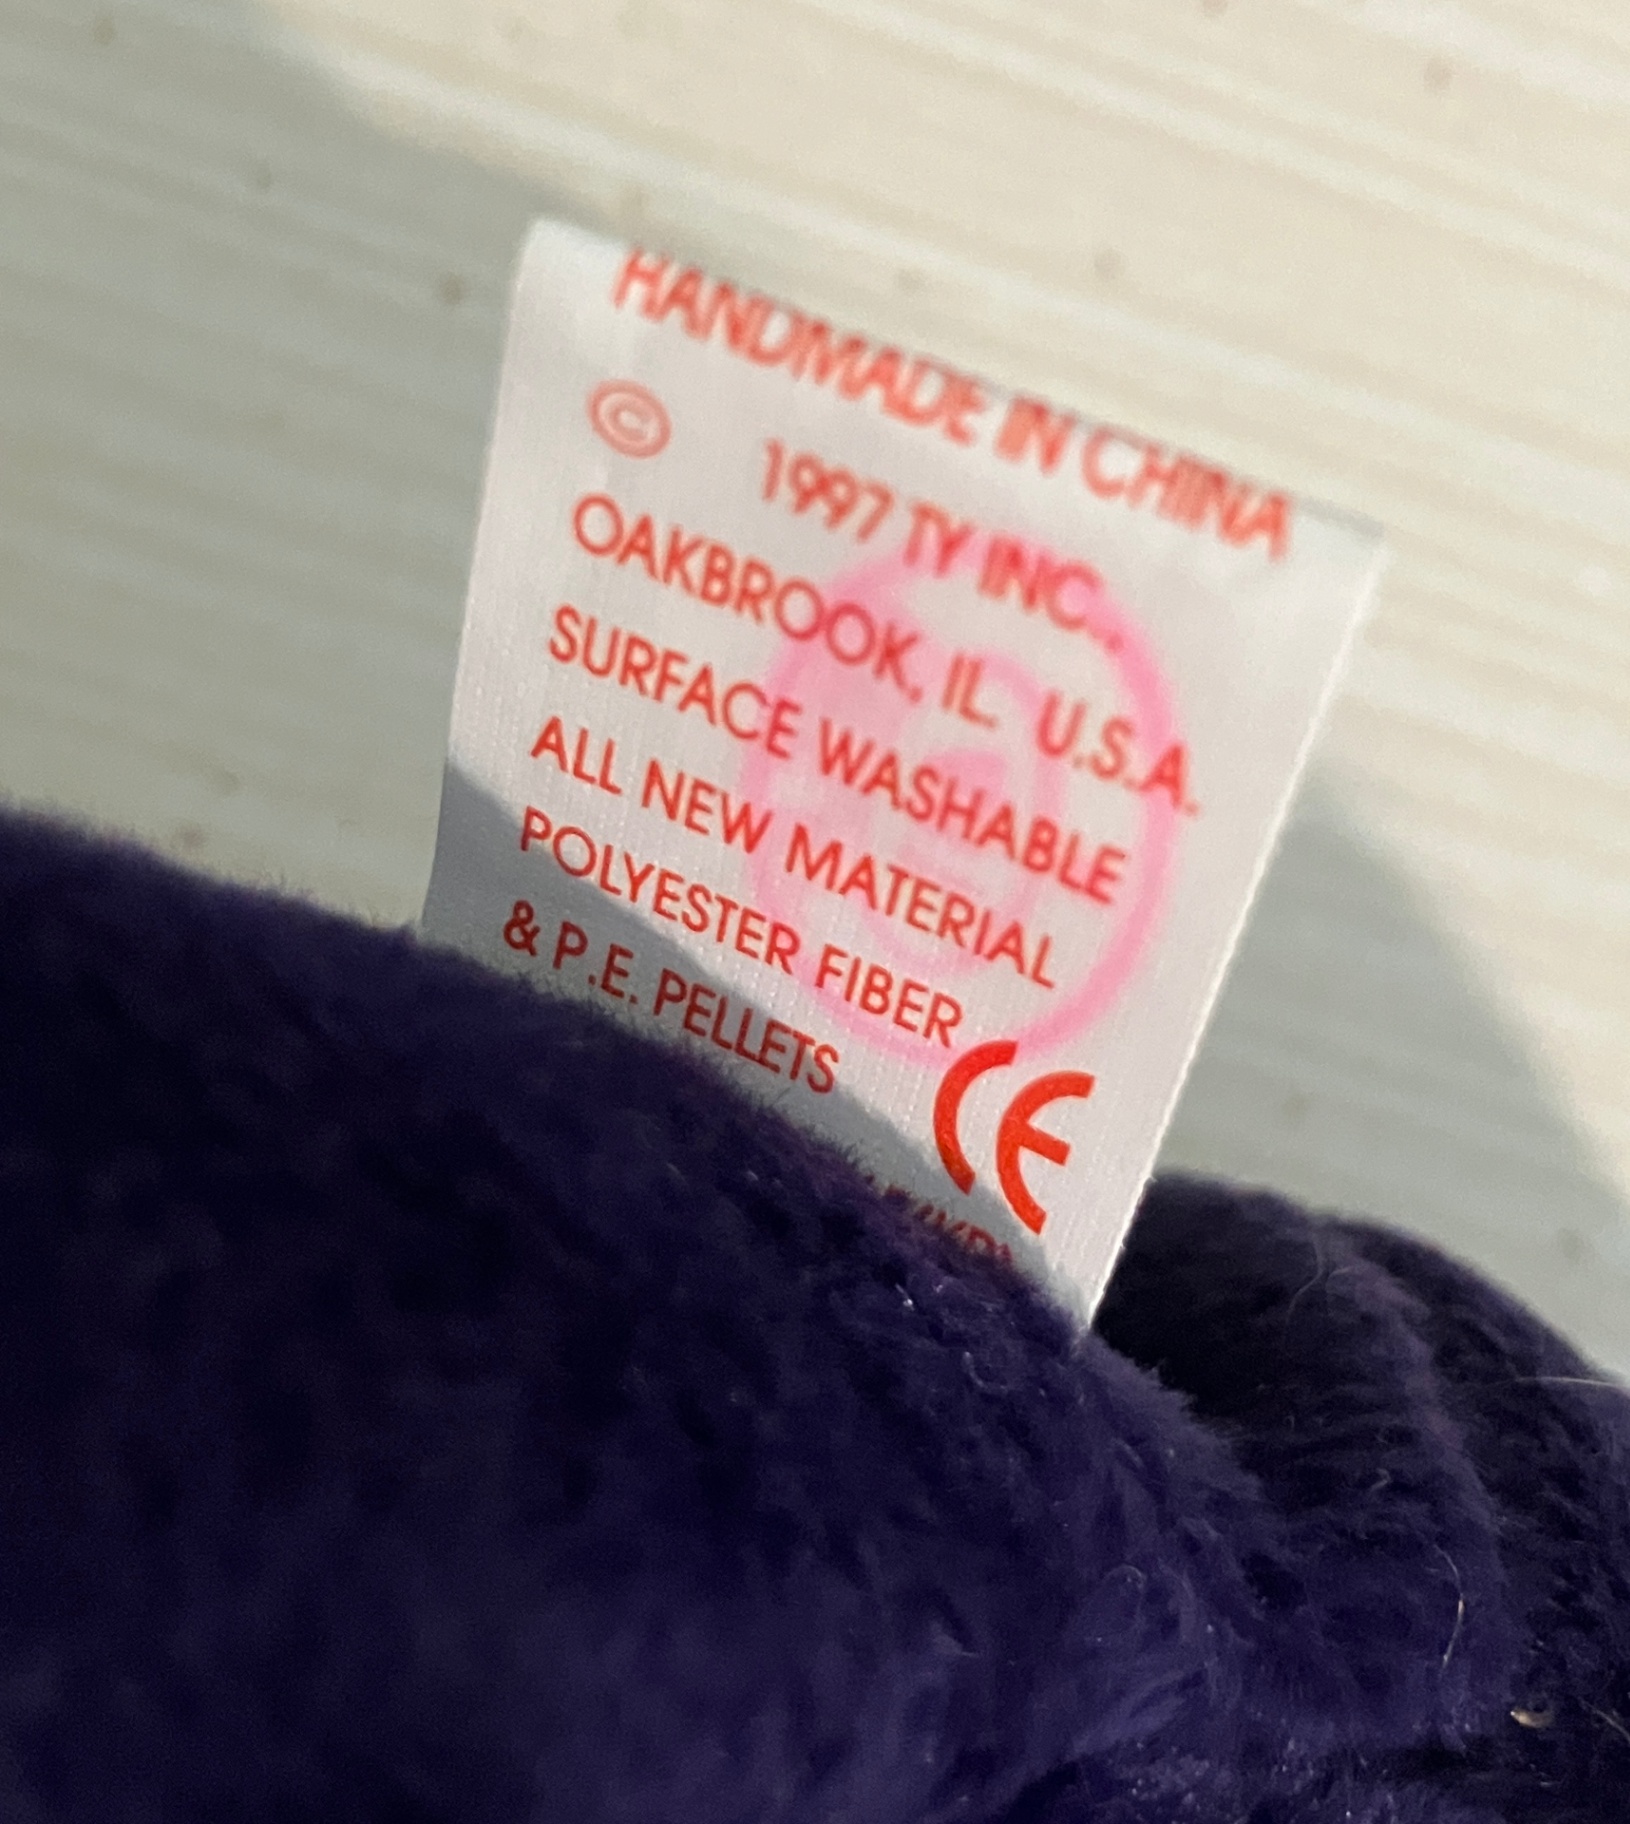 HANDMADE IN CHINA
© 1997 TY INC.,
OAKBROOK, IL U.S.A.
SURFACE WASHABLE
ALL NEW MATERIAL
POLYESTER FIBER
& P.E. PELLETS
CE